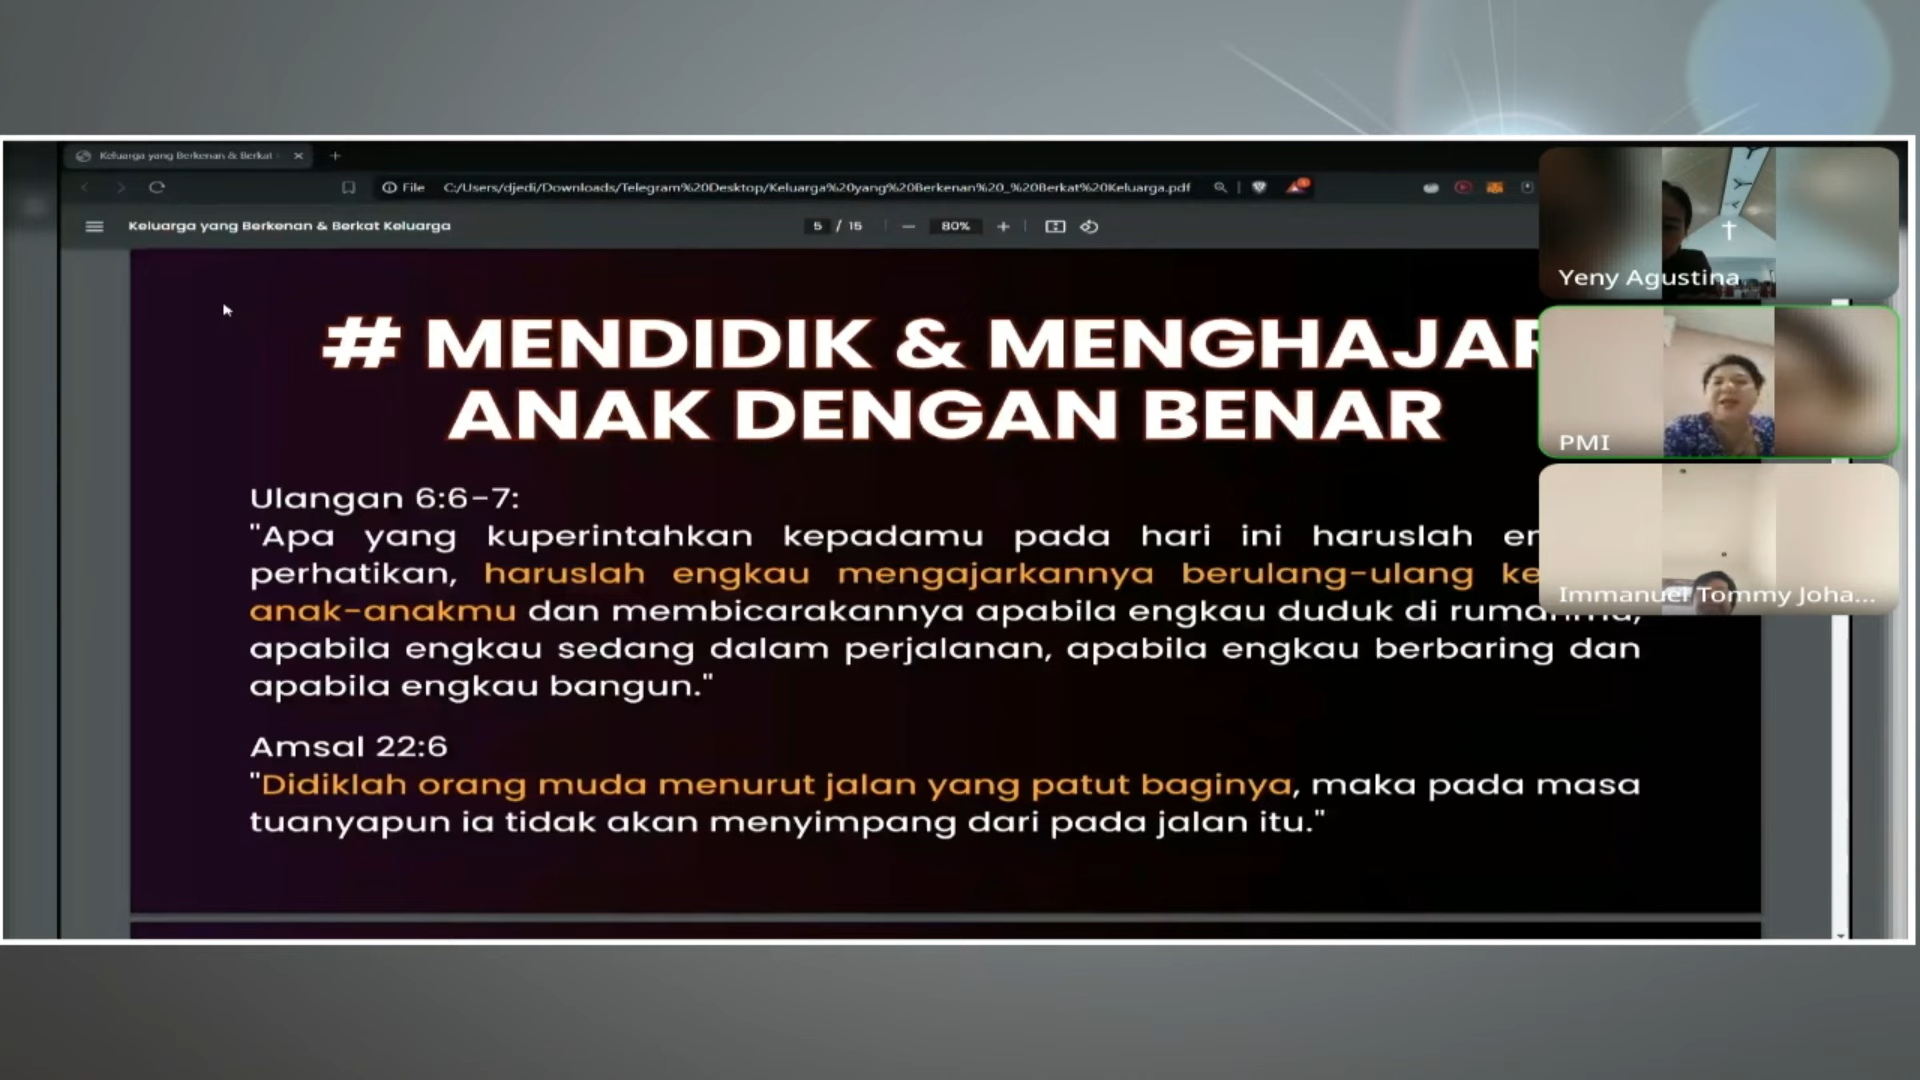 Keluarga yang Berkenan & Berkat
File C:/Users/djedi/Downloads/Telegram%20Desktop/Keluarga%20yang%20Berkenan%20_%20Berkat%20Keluarga.pdf
Keluarga yang Berkenan & Berkat Keluarga
5 / 15
80%
# MENDIDIK & MENGHAJAR
ANAK DENGAN BENAR
Ulangan 6:6-7:
"Apa yang kuperintahkan kepadamu pada hari ini haruslah
perhatikan, haruslah engkau mengajarkannya berulang-ulang
anak-anakmu dan membicarakannya apabila engkau duduk di
apabila engkau sedang dalam perjalanan, apabila engkau berbaring dan
apabila engkau bangun."
Amsal 22:6
"Didiklah orang muda menurut jalan yang patut baginya, maka pada masa
tuanyapun ia tidak akan menyimpang dari pada jalan itu."
Yeny Agustina
PMI
Immanuel Tommy Joha...